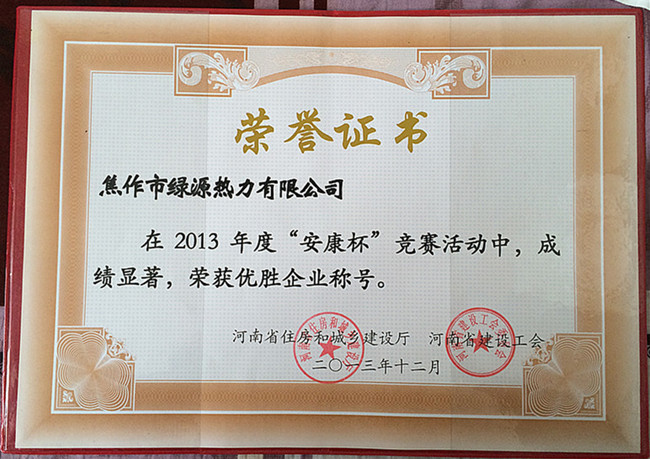 荣誉证书
焦作市绿源热力有限公司
在 2013 年度“安康杯”竞赛活动中，成
绩显著，荣获优胜企业称号。
河南省住房和城乡建设厅 河南省建设工会
二〇一三年十二月